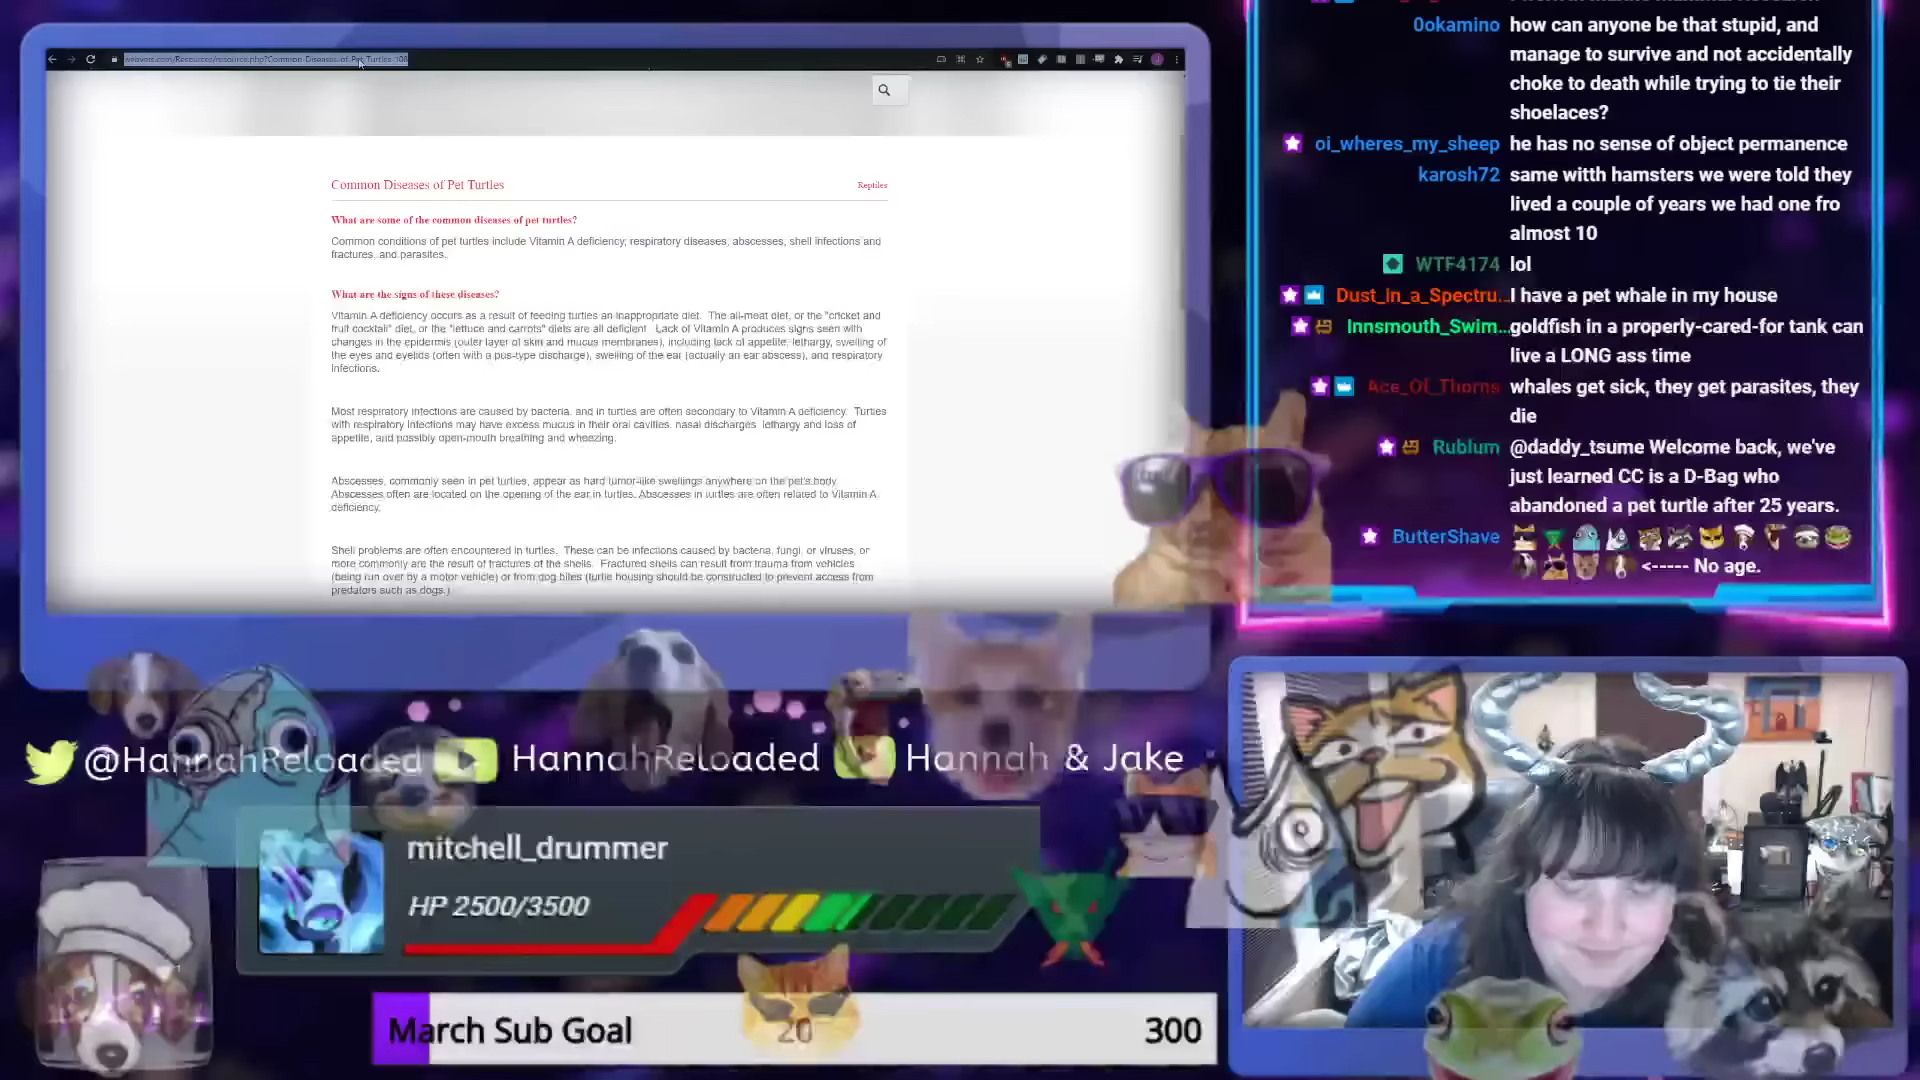 weavers.com/Resources/resource.php?Common-Diseases-of-Pet-Turtles-108
Common Diseases of Pet Turtles
Reptiles
What are some of the common diseases of pet turtles?
Common conditions of pet turtles include Vitamin A deficiency, respiratory diseases, abscesses, shell infections and
fractures, and parasites.
What are the signs of these diseases?
Vitamin A deficiency occurs as a result of feeding turtles an inappropriate diet. The all-meat diet, or the "cricket and
fruit cocktail" diet, or the "lettuce and carrots" diets are all deficient. Lack of Vitamin A produces signs seen with
changes in the epidermis (outer layer of skin and mucus membranes), including lack of appetite, lethargy, swelling of
the eyes and eyelids (often with a pus-type discharge), swelling of the ear (actually an ear abscess), and respiratory
infections.
Most respiratory infections are caused by bacteria, and in turtles are often secondary to Vitamin A deficiency. Turtles
with respiratory infections may have excess mucus in their oral cavities, nasal discharges, lethargy and loss of
appetite, and possibly open-mouth breathing and wheezing.
Abscesses, commonly seen in pet turtles, appear as hard tumor-like swellings anywhere on the pet's body.
Abscesses often are located on the opening of the ear in turtles. Abscesses in turtles are often related to Vitamin A
deficiency.
Shell problems are often encountered in turtles. These can be infections caused by bacteria, fungi, or viruses, or
more commonly are the result of fractures of the shells. Fractured shells can result from trauma from vehicles
(being run over by a motor vehicle) or from dog bites (turtle housing should be constructed to prevent access from
predators such as dogs.)
0okamino how can anyone be that stupid, and
manage to survive and not accidentally
choke to death while trying to tie their
shoelaces?
oi_wheres_my_sheep he has no sense of object permanence
karosh72 same witth hamsters we were told they
lived a couple of years we had one fro
almost 10
WTF4174 lol
Dust_in_a_Spectru... I have a pet whale in my house
Innsmouth_Swim... goldfish in a properly-cared-for tank can
live a LONG ass time
Ace_Of_Thorns whales get sick, they get parasites, they
die
Rublum @daddy_tsume Welcome back, we've
just learned CC is a D-Bag who
abandoned a pet turtle after 25 years.
ButterShave
<----- No age.
@HannahReloaded HannahReloaded Hannah & Jake
mitchell_drummer
HP 2500/3500
March Sub Goal 20 300